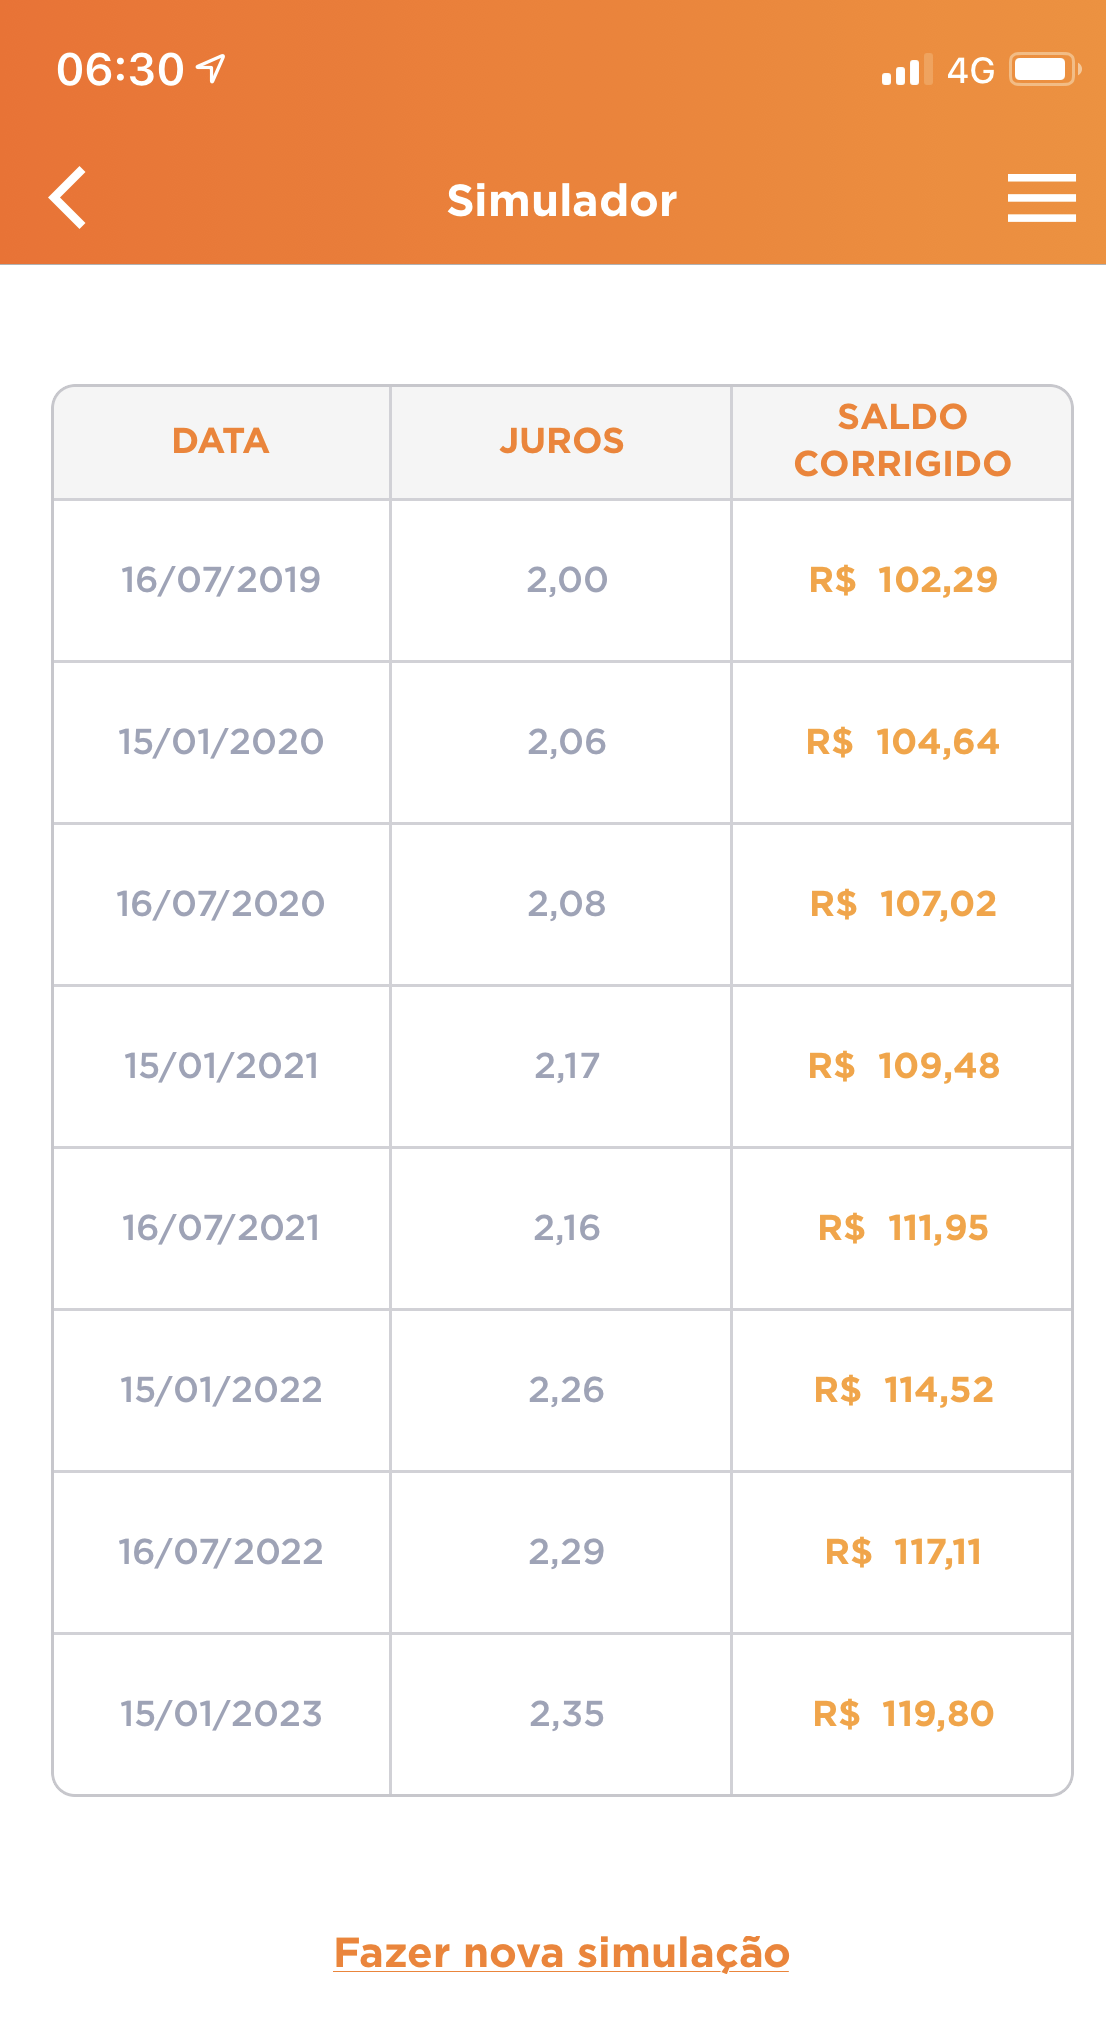 06:30 4G
Simulador
DATA JUROS SALDO CORRIGIDO
16/07/2019 2,00 R$ 102,29
15/01/2020 2,06 R$ 104,64
16/07/2020 2,08 R$ 107,02
15/01/2021 2,17 R$ 109,48
16/07/2021 2,16 R$ 111,95
15/01/2022 2,26 R$ 114,52
16/07/2022 2,29 R$ 117,11
15/01/2023 2,35 R$ 119,80
Fazer nova simulação